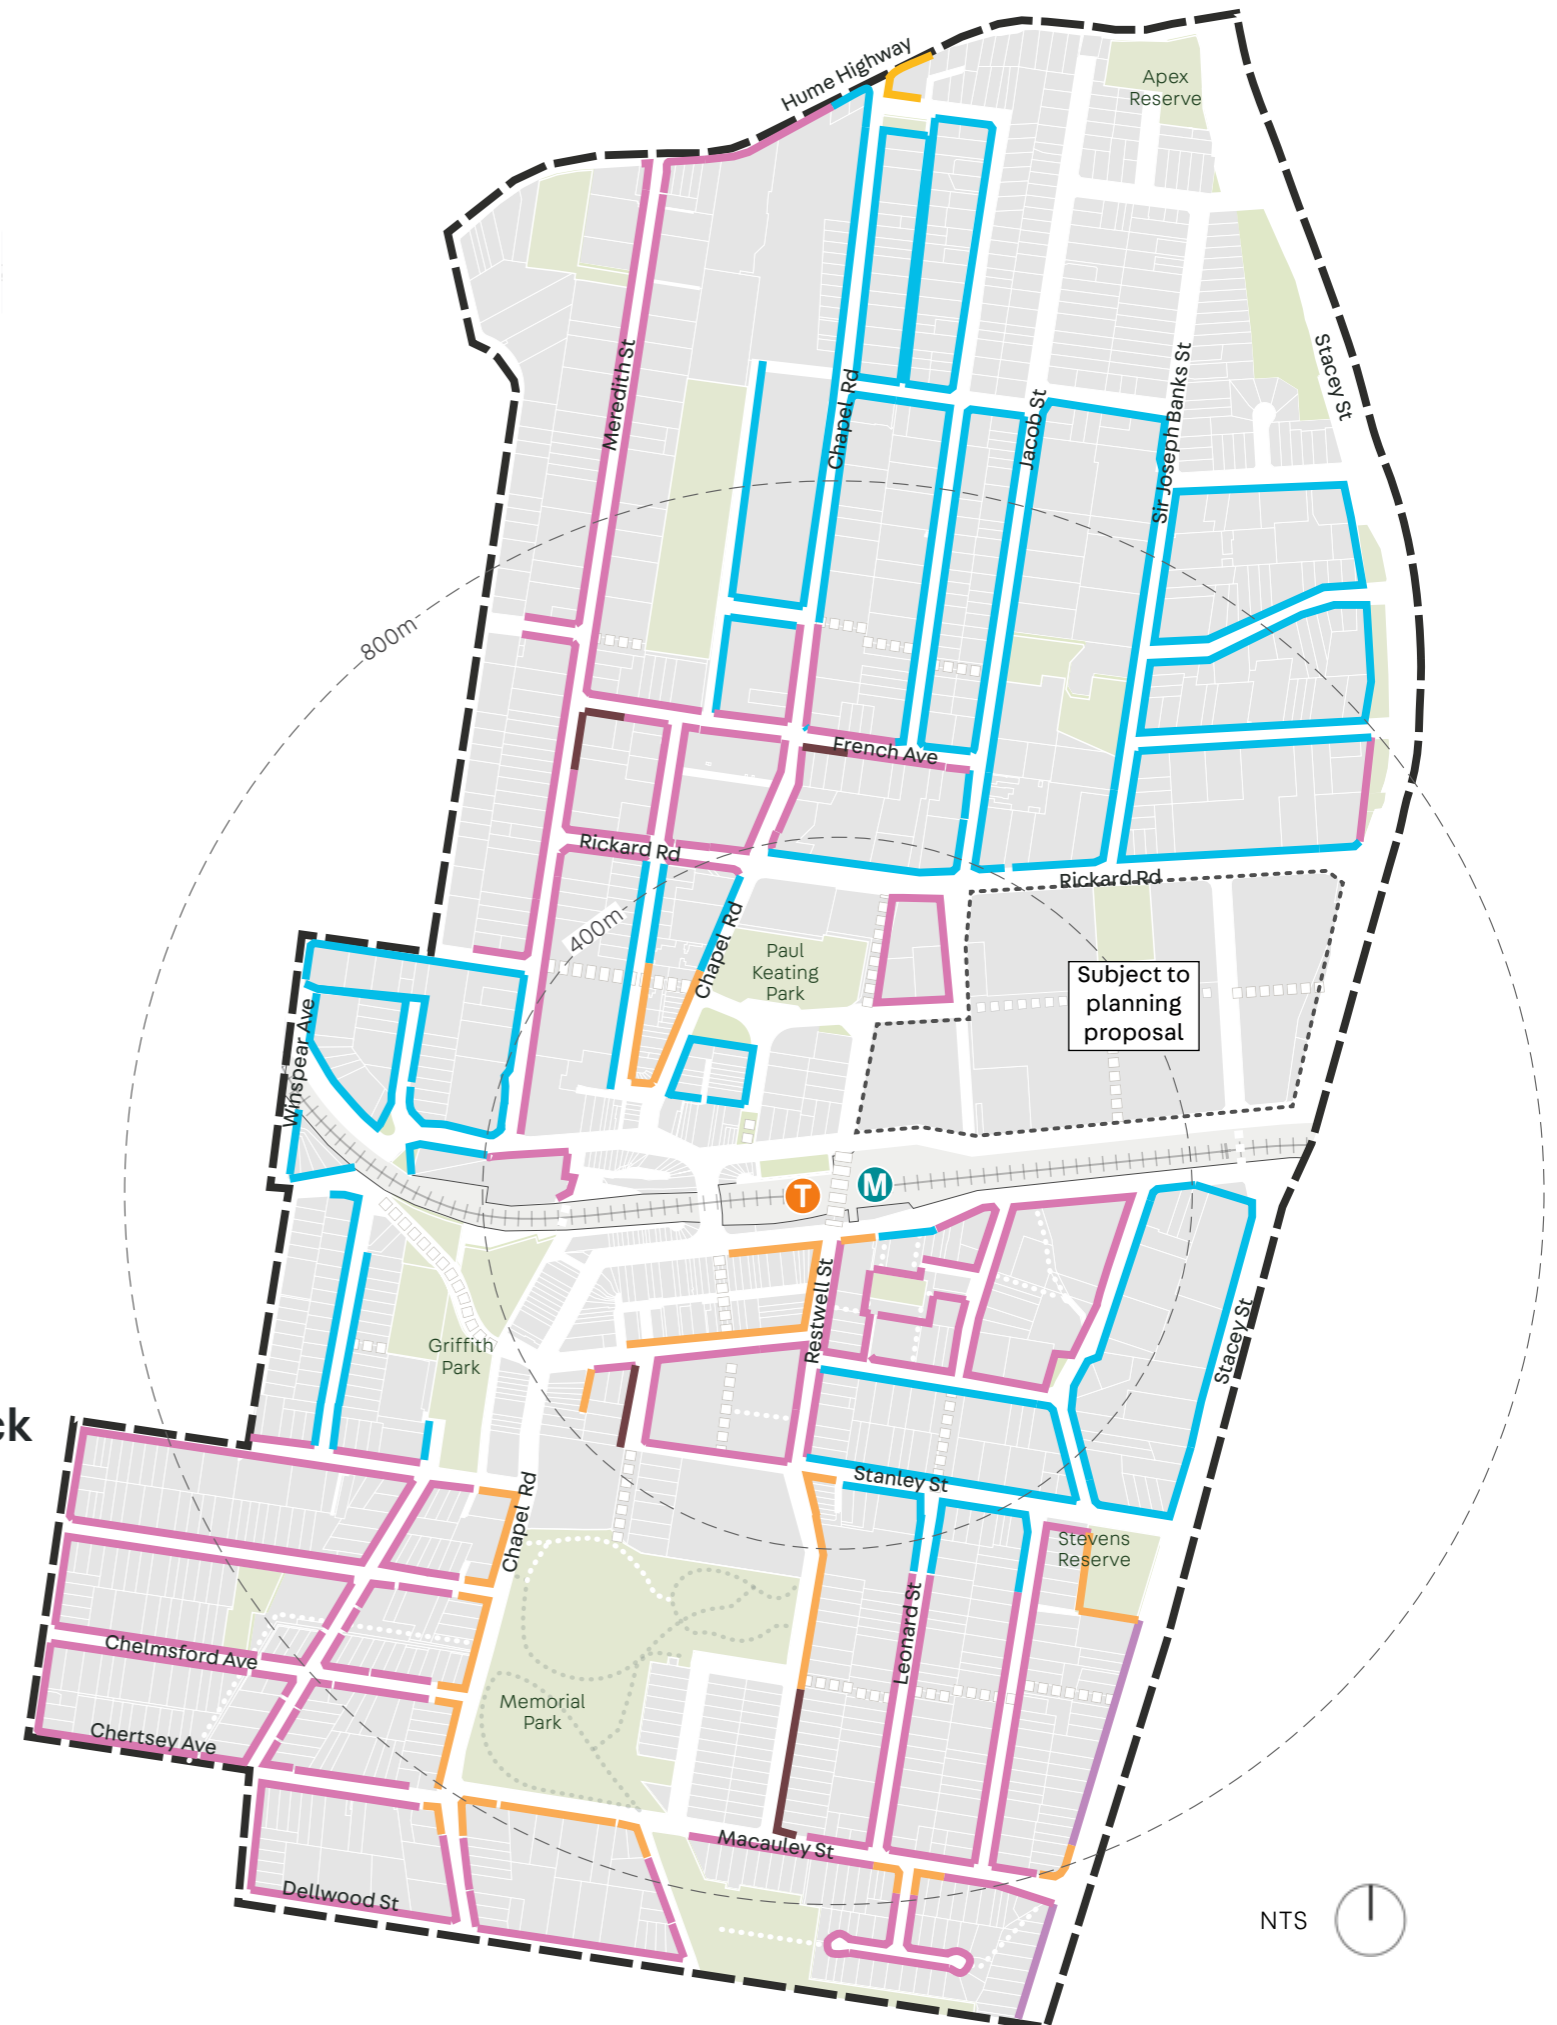 Hume Highway
Apex
Reserve
Meredith St
Chapel Rd
Jacob St
Sir Joseph Banks St
Stacey St
800m
French Ave
Rickard Rd
Rickard Rd
400m
Chapel Rd
Paul
Keating
Park
Subject to
planning
proposal
Winspear Ave
T
M
Restwell St
Griffith
Park
Stacey St
ck
Chapel Rd
Stanley St
Stevens
Reserve
Leonard St
Chelmsford Ave
Memorial
Park
Chertsey Ave
Macauley St
Dellwood St
NTS